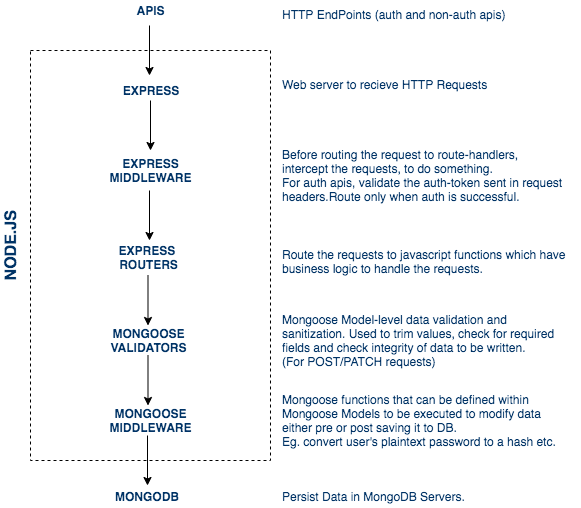 APIS
HTTP EndPoints (auth and non-auth apis)
EXPRESS
Web server to recieve HTTP Requests
EXPRESS
MIDDLEWARE
Before routing the request to route-handlers,
intercept the requests, to do something.
For auth apis, validate the auth-token sent in request
headers.Route only when auth is successful.
NODE.JS
EXPRESS
ROUTERS
Route the requests to javascript functions which have
business logic to handle the requests.
MONGOOSE
VALIDATORS
Mongoose Model-level data validation and
sanitization. Used to trim values, check for required
fields and check integrity of data to be written.
(For POST/PATCH requests)
MONGOOSE
MIDDLEWARE
Mongoose functions that can be defined within
Mongoose Models to be executed to modify data
either pre or post saving it to DB.
Eg. convert user's plaintext password to a hash etc.
MONGODB
Persist Data in MongoDB Servers.